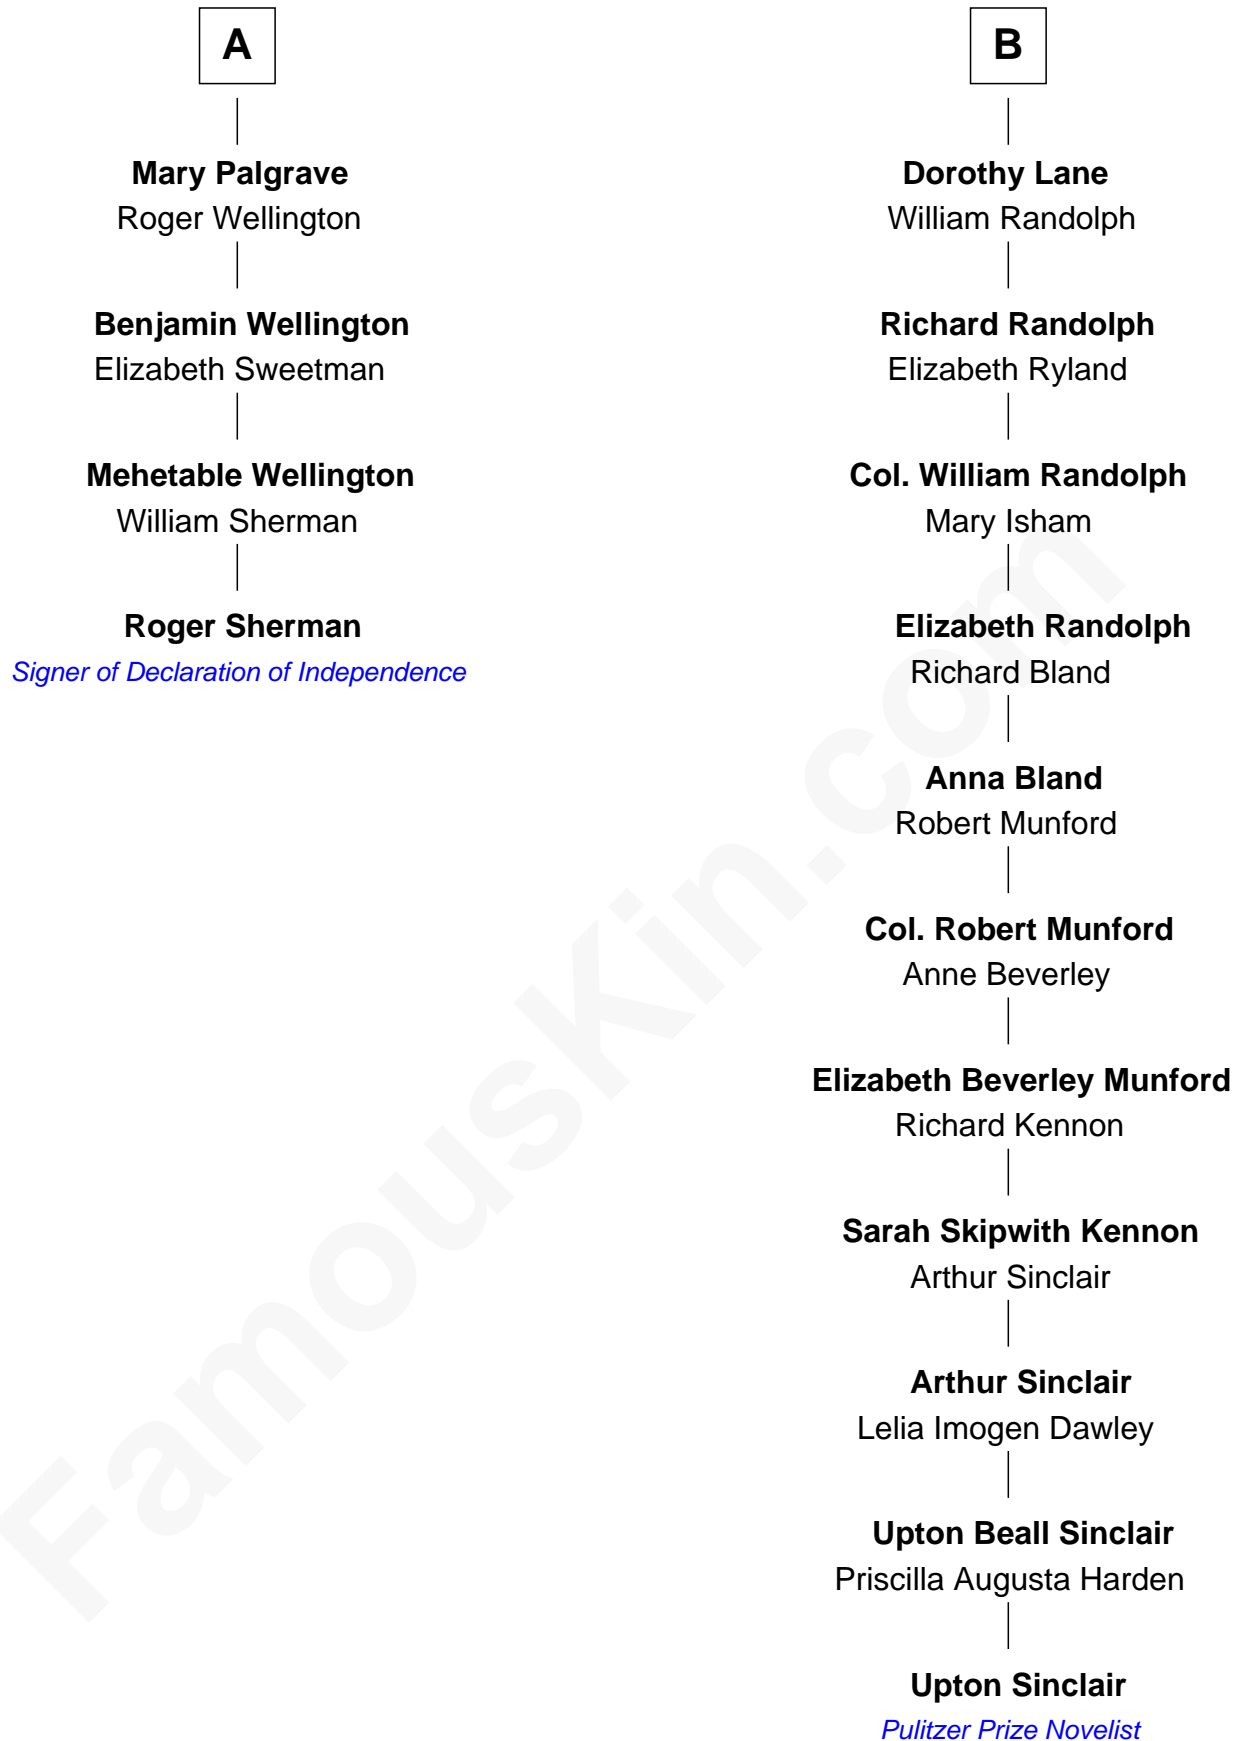 A
Mary Palgrave
Roger Wellington
Benjamin Wellington
Elizabeth Sweetman
Mehetable Wellington
William Sherman
Roger Sherman
Signer of Declaration of Independence
B
Dorothy Lane
William Randolph
Richard Randolph
Elizabeth Ryland
Col. William Randolph
Mary Isham
Elizabeth Randolph
Richard Bland
Anna Bland
Robert Munford
Col. Robert Munford
Anne Beverley
Elizabeth Beverley Munford
Richard Kennon
Sarah Skipwith Kennon
Arthur Sinclair
Arthur Sinclair
Lelia Imogen Dawley
Upton Beall Sinclair
Priscilla Augusta Harden
Upton Sinclair
Pulitzer Prize Novelist
FamousKin.com